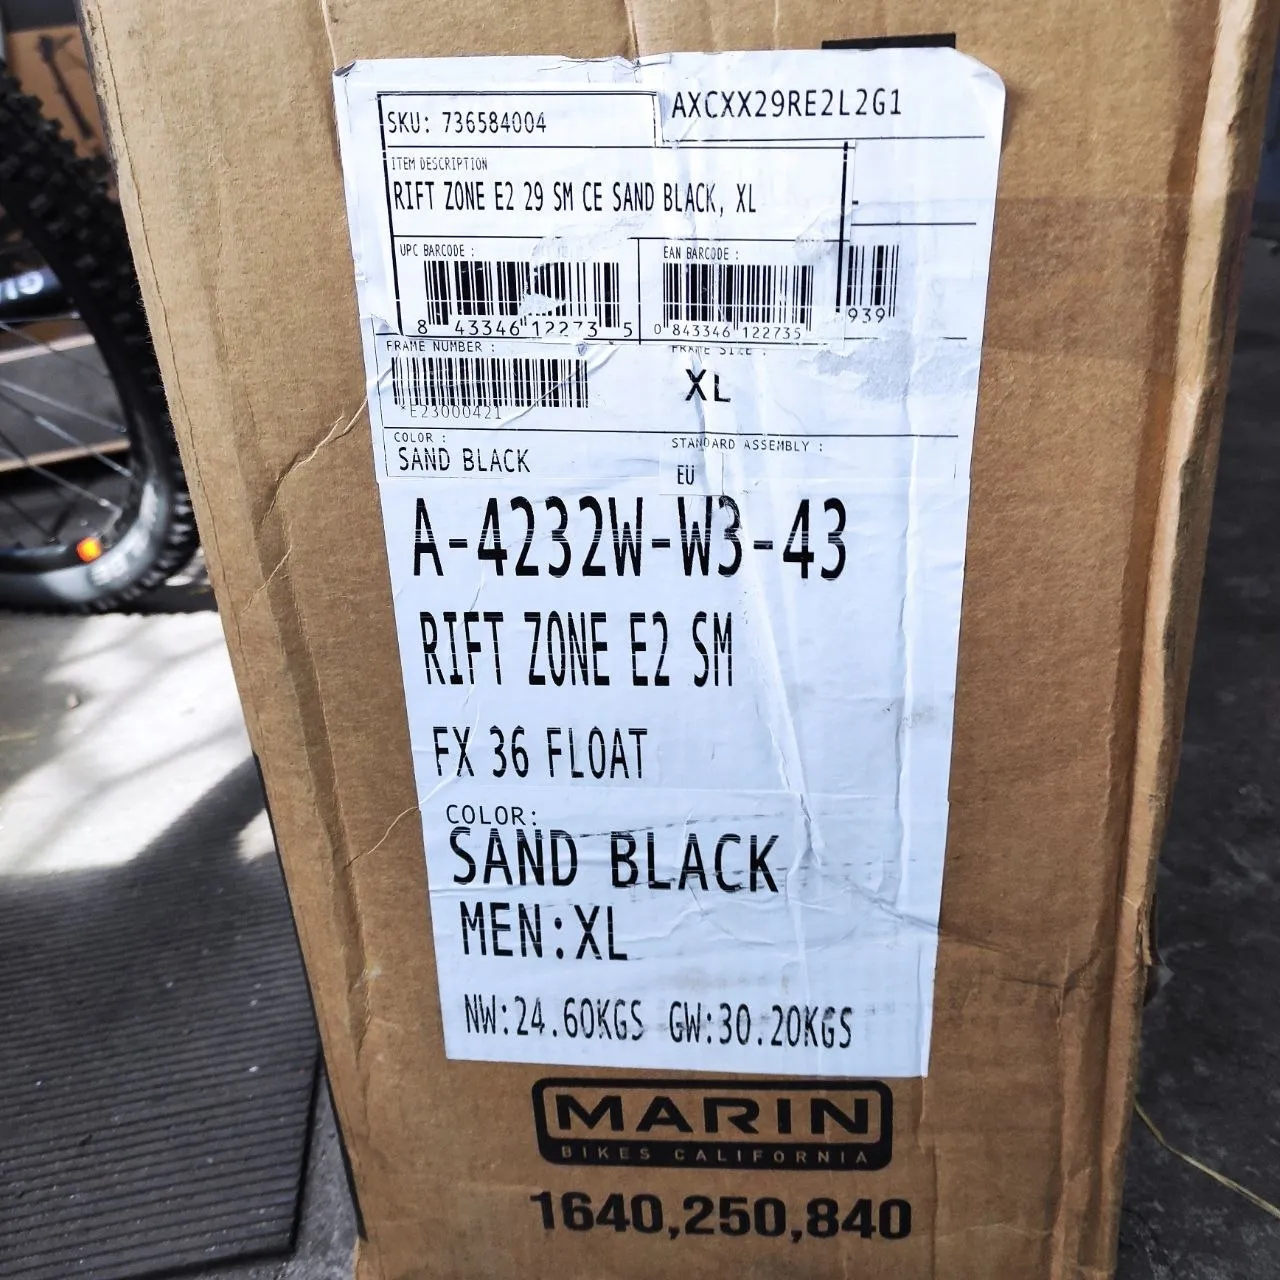 SKU: 736584004
AXCXX29RE2L2G1
ITEM DESCRIPTION
RIFT ZONE E2 29 SM CE SAND BLACK, XL
UPC BARCODE :
EAN BARCODE :
8 43346 12273 5
0 843346 122735
939
FRAME NUMBER :
FRAME SIZE :
*E23000421
XL
COLOR :
STANDARD ASSEMBLY :
SAND BLACK
EU
A-4232W-W3-43
RIFT ZONE E2 SM
FX 36 FLOAT
COLOR:
SAND BLACK
MEN:XL
NW:24.60KGS GW:30.20KGS
MARIN
BIKES CALIFORNIA
1640,250,840